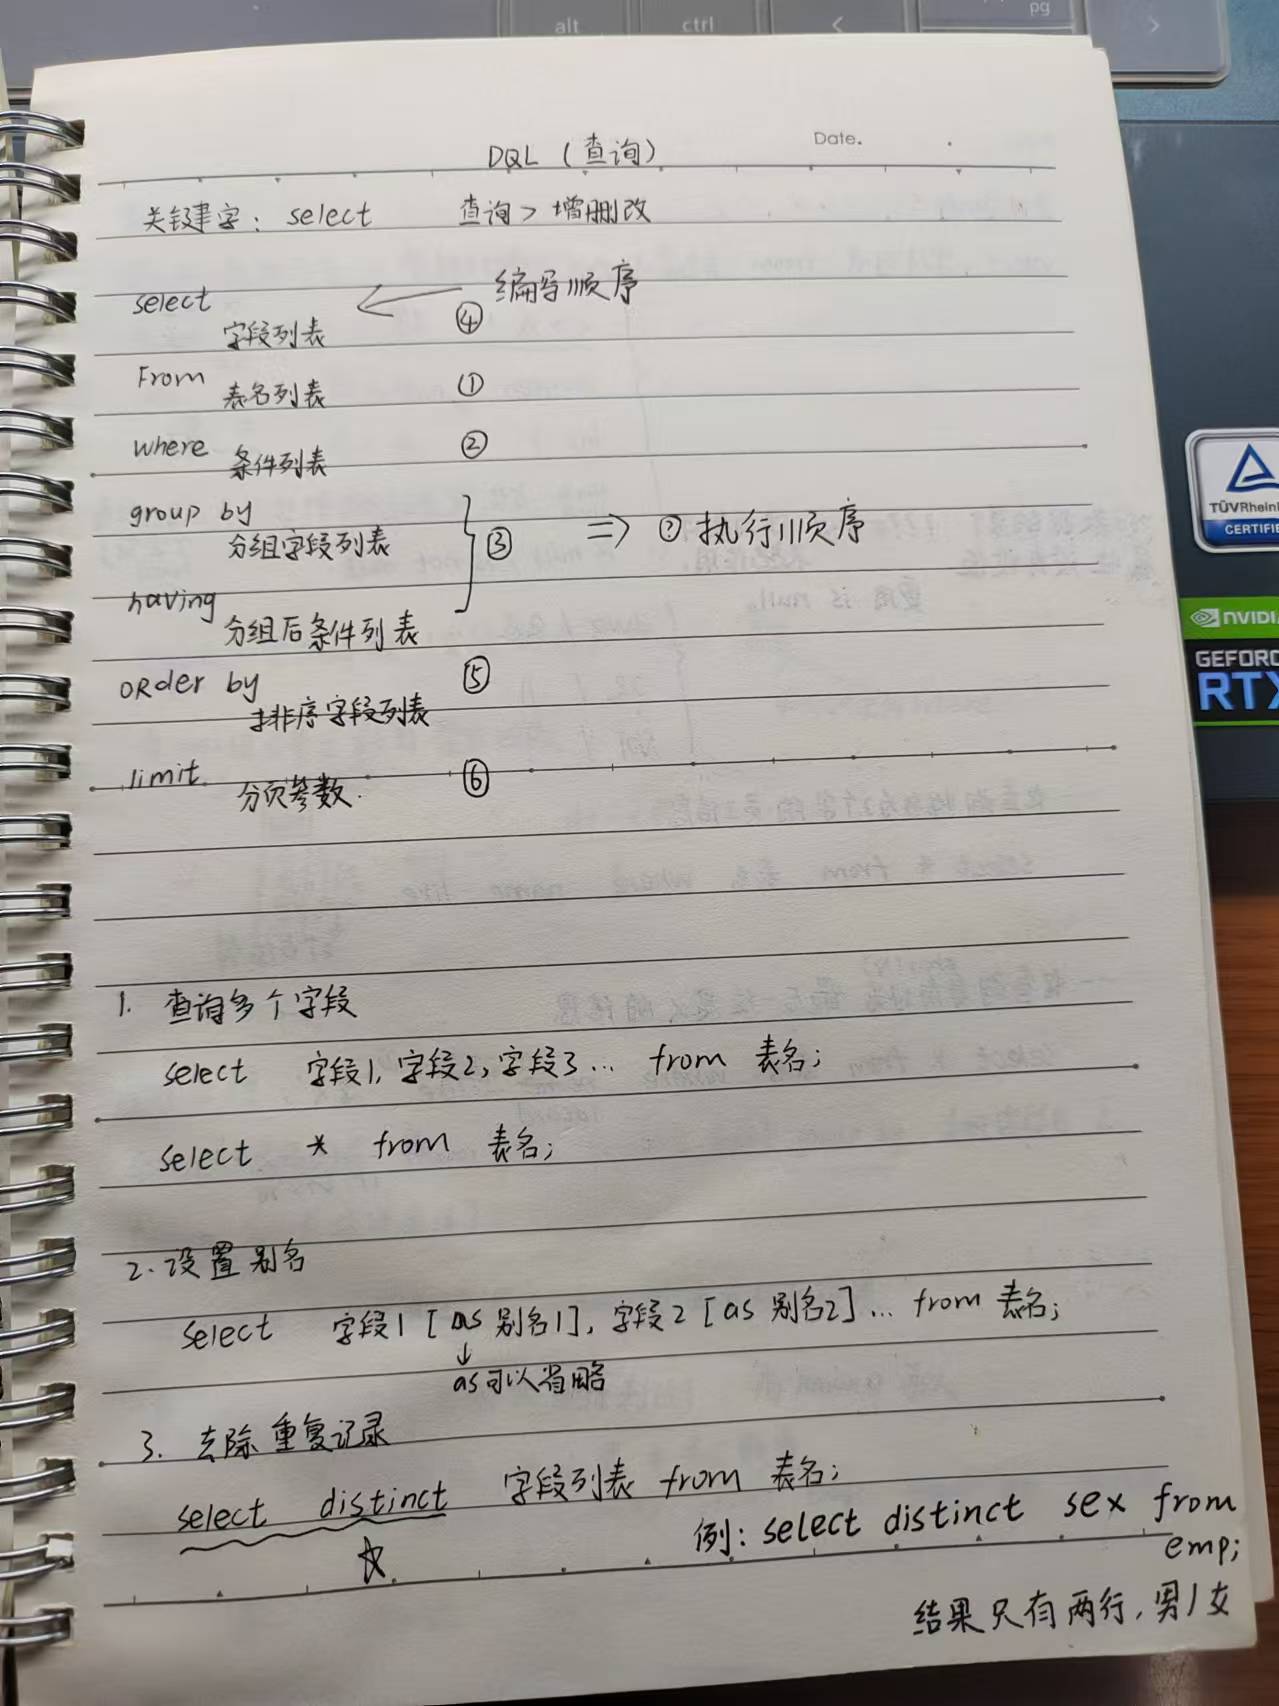 alt ctrl < pg >
Date.
DQL (查询)
关键字: select 查询 > 增删改
select ← 编写顺序
字段列表 ④
From
表名列表 ①
where
条件列表 ②
group by
分组字段列表 ③ ⇒ 执行顺序
having
分组后条件列表
ORder by
排序字段列表 ⑤
limit
分页参数. ⑥
1. 查询多个字段
select 字段1, 字段2, 字段3... from 表名;
select * from 表名;
2. 设置别名
select 字段1 [as 别名1], 字段2 [as 别名2]... from 表名;
↓
as可以省略
3. 去除重复记录
select distinct 字段列表 from 表名;
☆
例: select distinct sex from
emp;
结果只有两行, 男/女
TÜVRheinl
CERTIFIE
NVIDIA
GEFORC
RTX